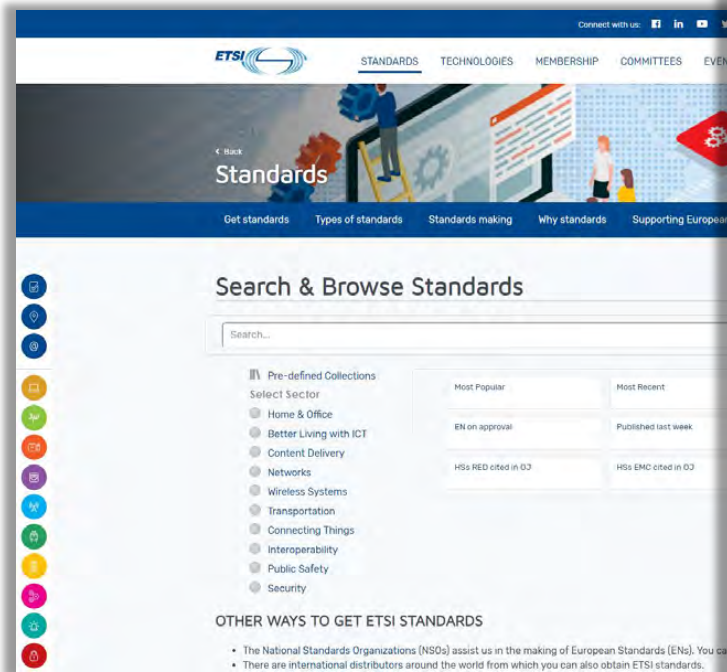 Connect with us:
ETSI
STANDARDS TECHNOLOGIES MEMBERSHIP COMMITTEES EVEN
< Back
Standards
Get standards Types of standards Standards making Why standards Supporting European
Search & Browse Standards
Search...
Pre-defined Collections
Select Sector
Home & Office
Better Living with ICT
Content Delivery
Networks
Wireless Systems
Transportation
Connecting Things
Interoperability
Public Safety
Security
Most Popular Most Recent
EN on approval Published last week
HSs RED cited in OJ HSs EMC cited in OJ
OTHER WAYS TO GET ETSI STANDARDS
• The National Standards Organizations (NSOs) assist us in the making of European Standards (ENs). You ca
• There are international distributors around the world from which you can also obtain ETSI standards.